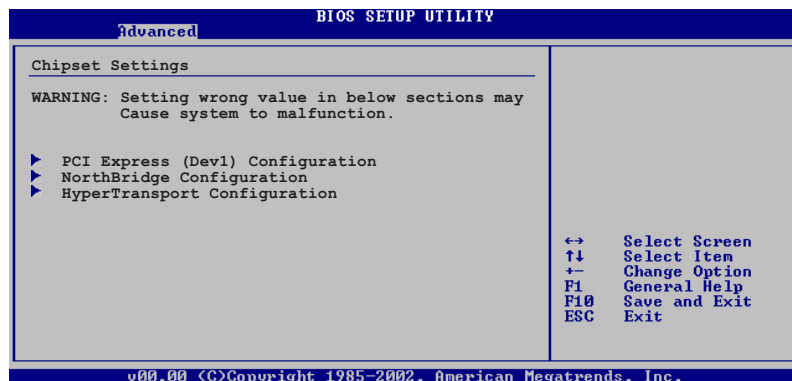 BIOS SETUP UTILITY
Advanced
Chipset Settings
WARNING: Setting wrong value in below sections may
Cause system to malfunction.
PCI Express (Dev1) Configuration
NorthBridge Configuration
HyperTransport Configuration
←→ Select Screen
↑↓ Select Item
+- Change Option
F1 General Help
F10 Save and Exit
ESC Exit
v00.00 (C)Copyright 1985-2002, American Megatrends, Inc.